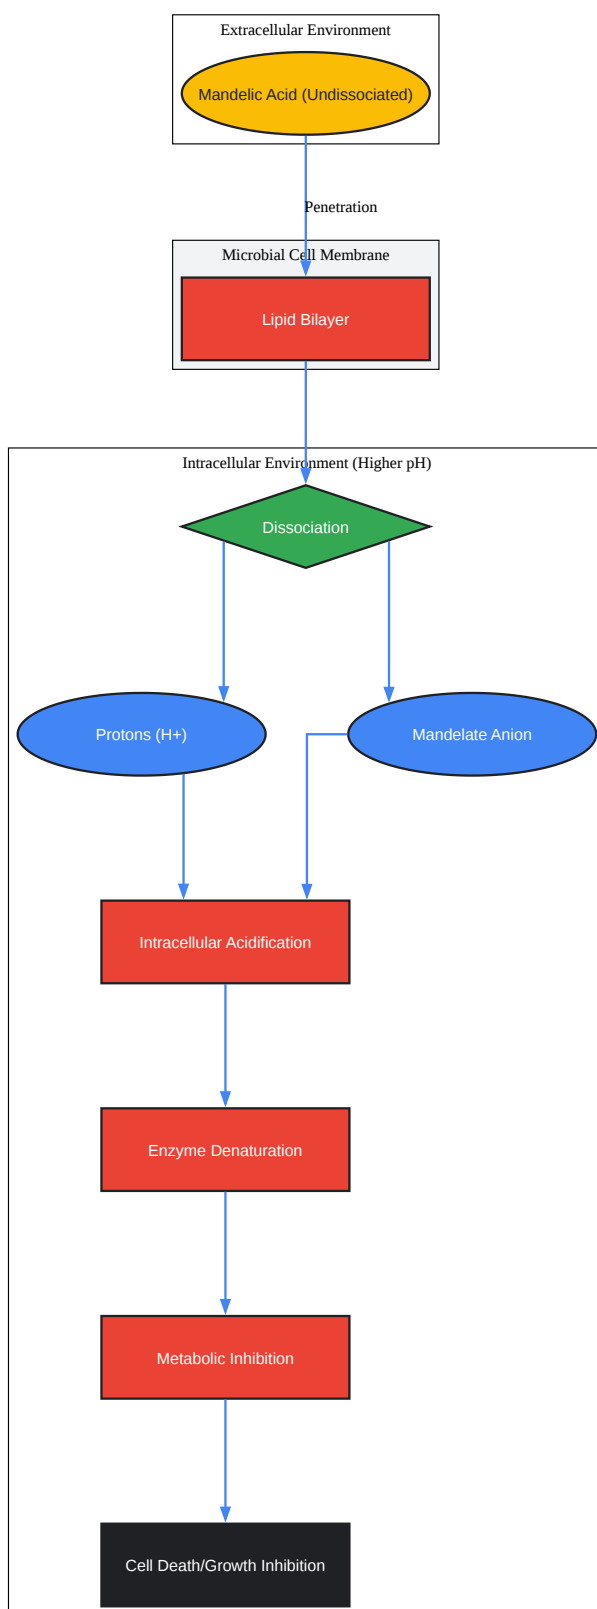 Extracellular Environment
Mandelic Acid (Undissociated)
Penetration
Microbial Cell Membrane
Lipid Bilayer
Intracellular Environment (Higher pH)
Dissociation
Protons (H+)
Mandelate Anion
Intracellular Acidification
Enzyme Denaturation
Metabolic Inhibition
Cell Death/Growth Inhibition